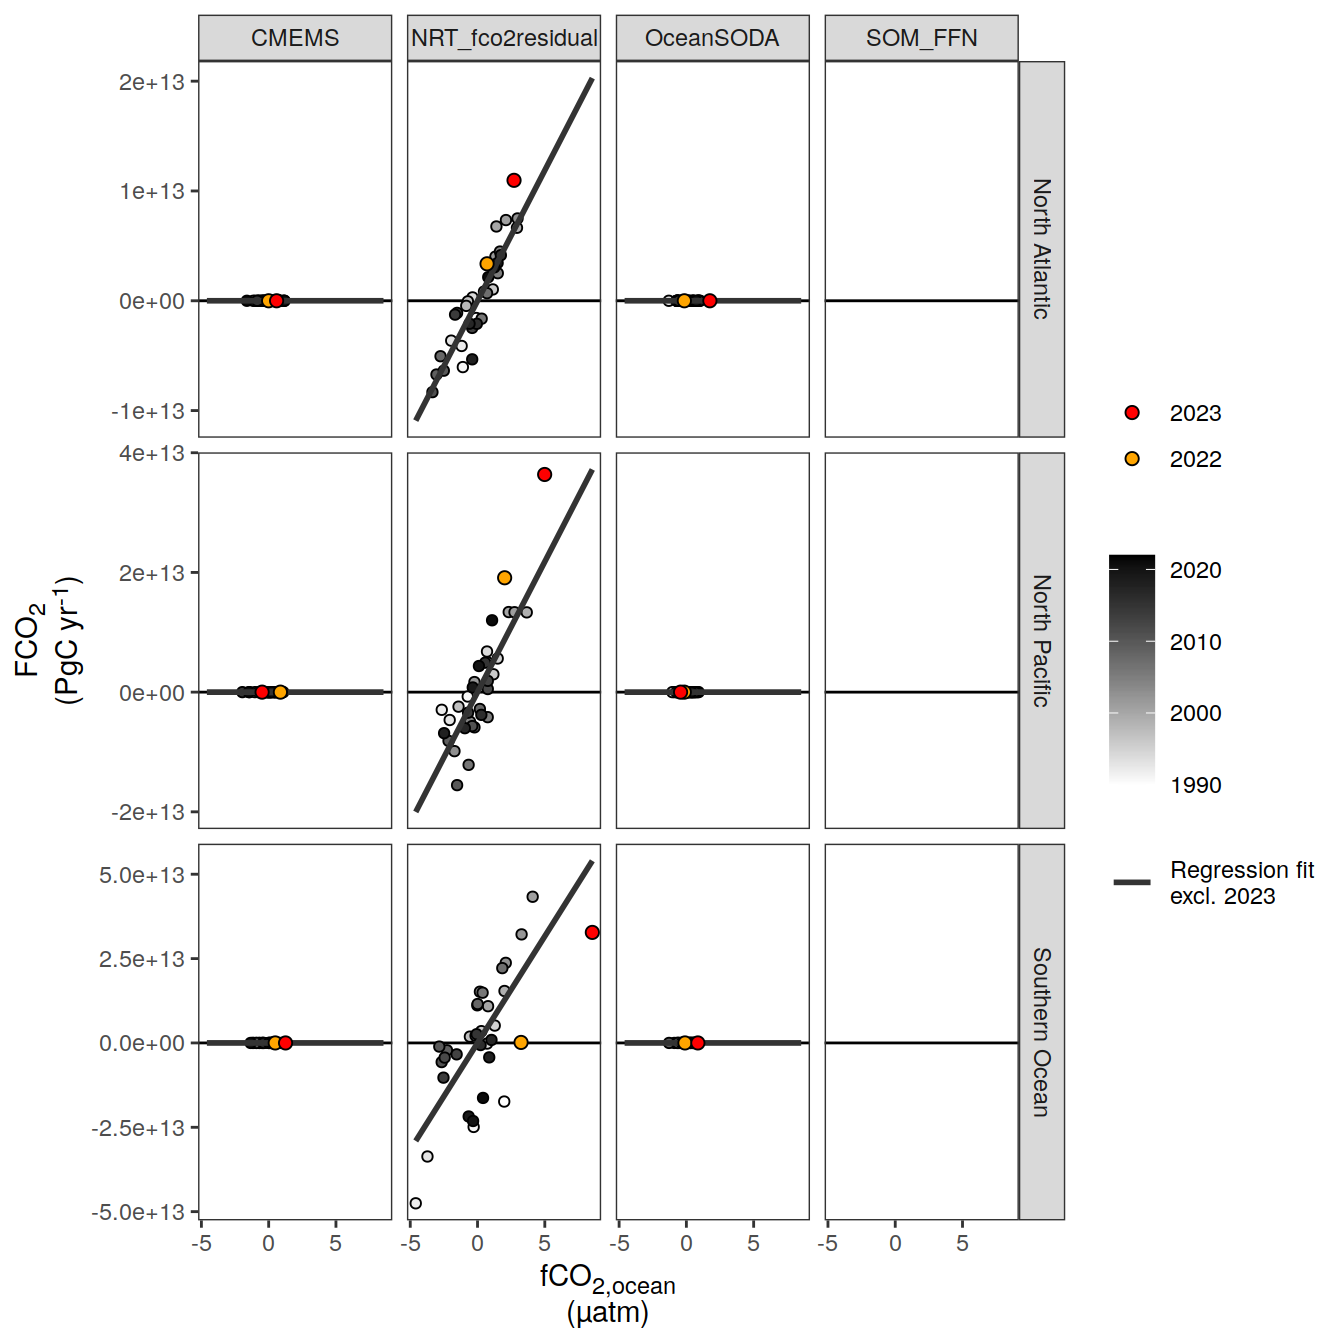 CMEMS NRT_fco2residual OceanSODA SOM_FFN
2e+13
1e+13
0e+00
-1e+13
North Atlantic
4e+13
2e+13
0e+00
-2e+13
North Pacific
5.0e+13
2.5e+13
0.0e+00
-2.5e+13
-5.0e+13
Southern Ocean
-5 0 5 -5 0 5 -5 0 5 -5 0 5
fCO2,ocean
(µatm)
FCO2
(PgC yr-1)
2023
2022
2020
2010
2000
1990
Regression fit
excl. 2023